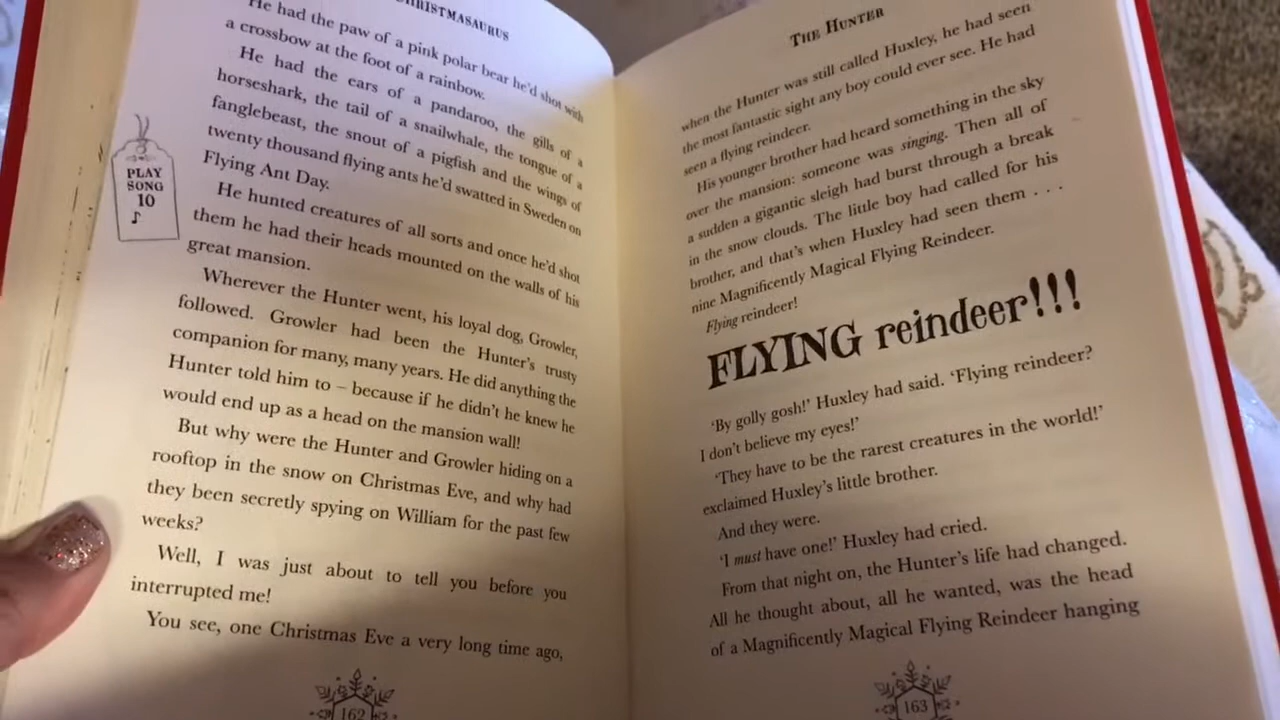 CHRISTMASAURUS
He had the paw of a pink polar bear he'd shot with
a crossbow at the foot of a rainbow.
He had the ears of a pandaroo, the gills of a
horseshark, the tail of a snailwhale, the tongue of a
fanglebeast, the snout of a pigfish and the wings of
twenty thousand flying ants he'd swatted in Sweden on
Flying Ant Day.
He hunted creatures of all sorts and once he'd shot
them he had their heads mounted on the walls of his
great mansion.
Wherever the Hunter went, his loyal dog, Growler,
followed. Growler had been the Hunter's trusty
companion for many, many years. He did anything the
Hunter told him to – because if he didn't he knew he
would end up as a head on the mansion wall!
But why were the Hunter and Growler hiding on a
rooftop in the snow on Christmas Eve, and why had
they been secretly spying on William for the past few
weeks?
Well, I was just about to tell you before you
interrupted me!
You see, one Christmas Eve a very long time ago,
162
PLAY
SONG
10
♪
THE HUNTER
when the Hunter was still called Huxley, he had seen
the most fantastic sight any boy could ever see. He had
seen a flying reindeer.
His younger brother had heard something in the sky
over the mansion: someone was singing. Then all of
a sudden a gigantic sleigh had burst through a break
in the snow clouds. The little boy had called for his
brother, and that's when Huxley had seen them . . .
nine Magnificently Magical Flying Reindeer.
Flying reindeer!
FLYING reindeer!!!
'By golly gosh!' Huxley had said. 'Flying reindeer?
I don't believe my eyes!'
'They have to be the rarest creatures in the world!'
exclaimed Huxley's little brother.
And they were.
'I must have one!' Huxley had cried.
From that night on, the Hunter's life had changed.
All he thought about, all he wanted, was the head
of a Magnificently Magical Flying Reindeer hanging
163